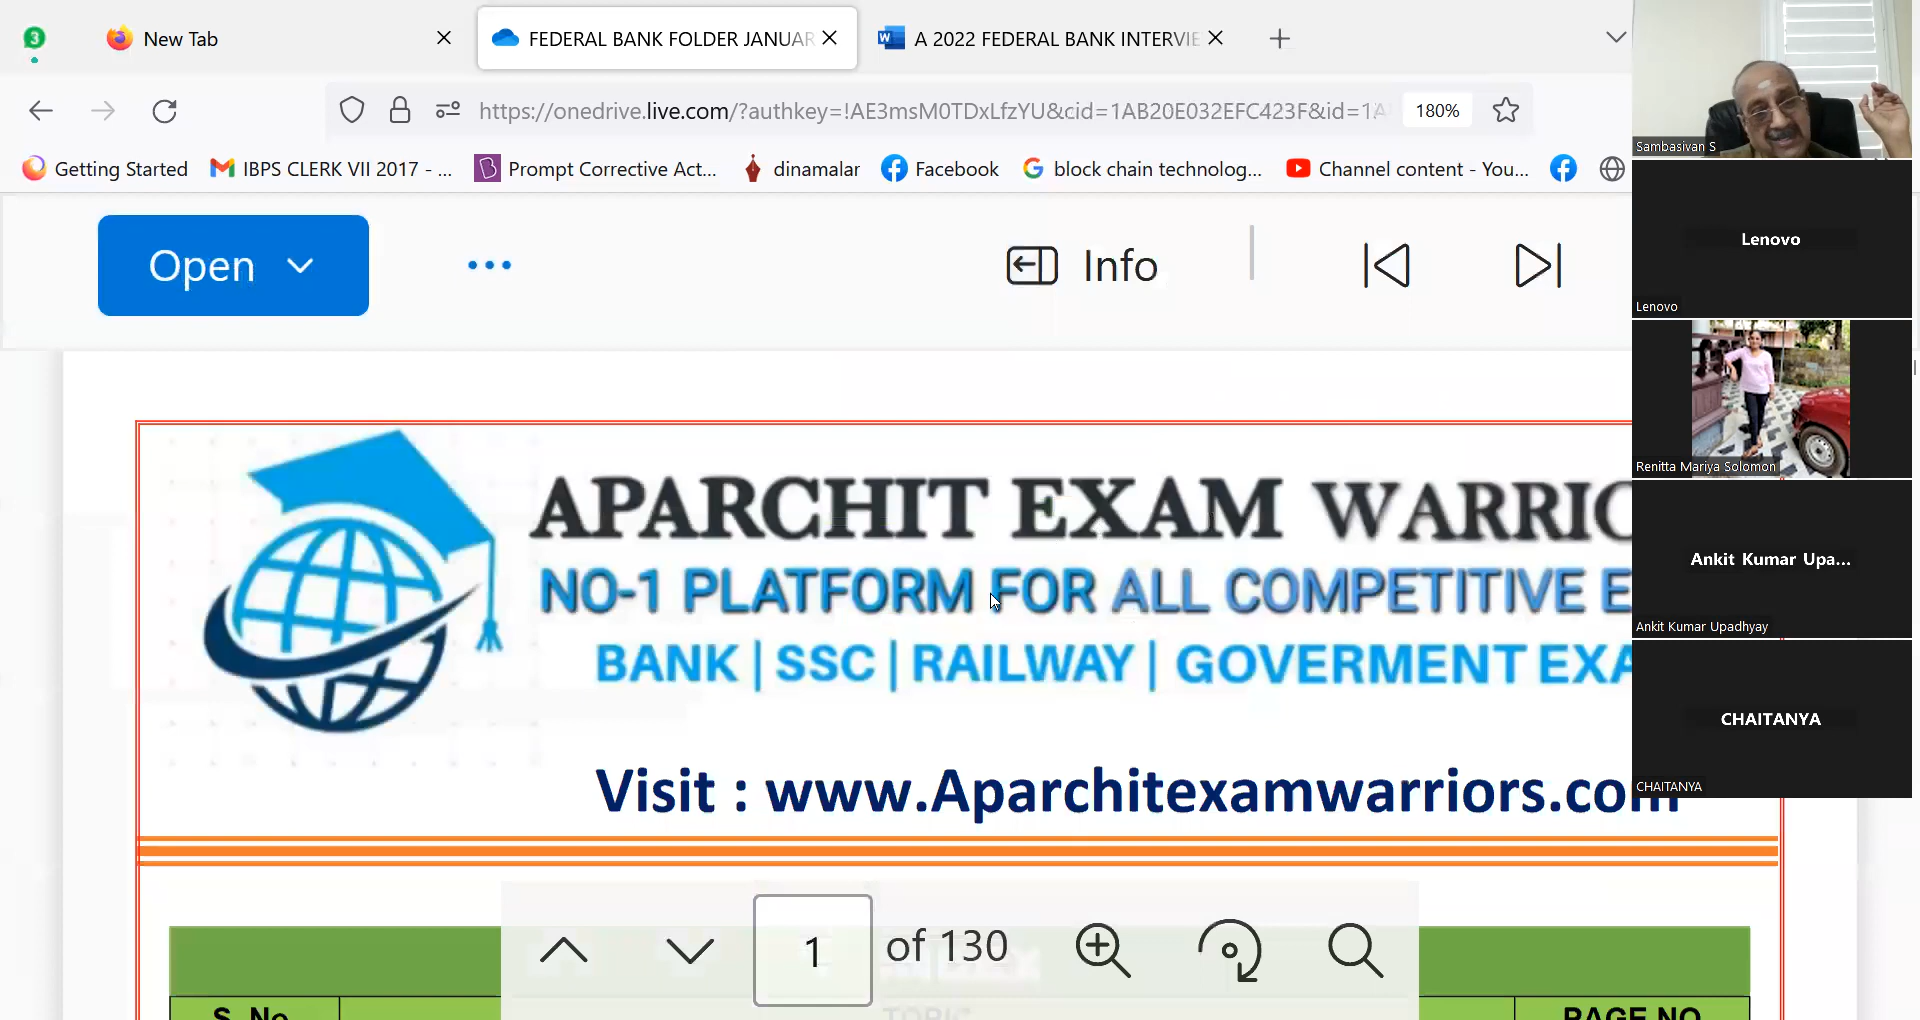 3
New Tab
FEDERAL BANK FOLDER JANUAR
A 2022 FEDERAL BANK INTERVIE
https://onedrive.live.com/?authkey=!AE3msM0TDxLfzYU&cid=1AB20E032EFC423F&id=1A
180%
Getting Started
IBPS CLERK VII 2017 - ...
Prompt Corrective Act...
dinamalar
Facebook
block chain technolog...
Channel content - You...
Open
Info
APARCHIT EXAM WARRIO
NO-1 PLATFORM FOR ALL COMPETITIVE E
BANK | SSC | RAILWAY | GOVERMENT EXA
Visit : www.Aparchitexamwarriors.com
1 of 130
S. No
TOPIC
PAGE NO
Sambasivan S
Lenovo
Lenovo
Renitta Mariya Solomon
Ankit Kumar Upa...
Ankit Kumar Upadhyay
CHAITANYA
CHAITANYA